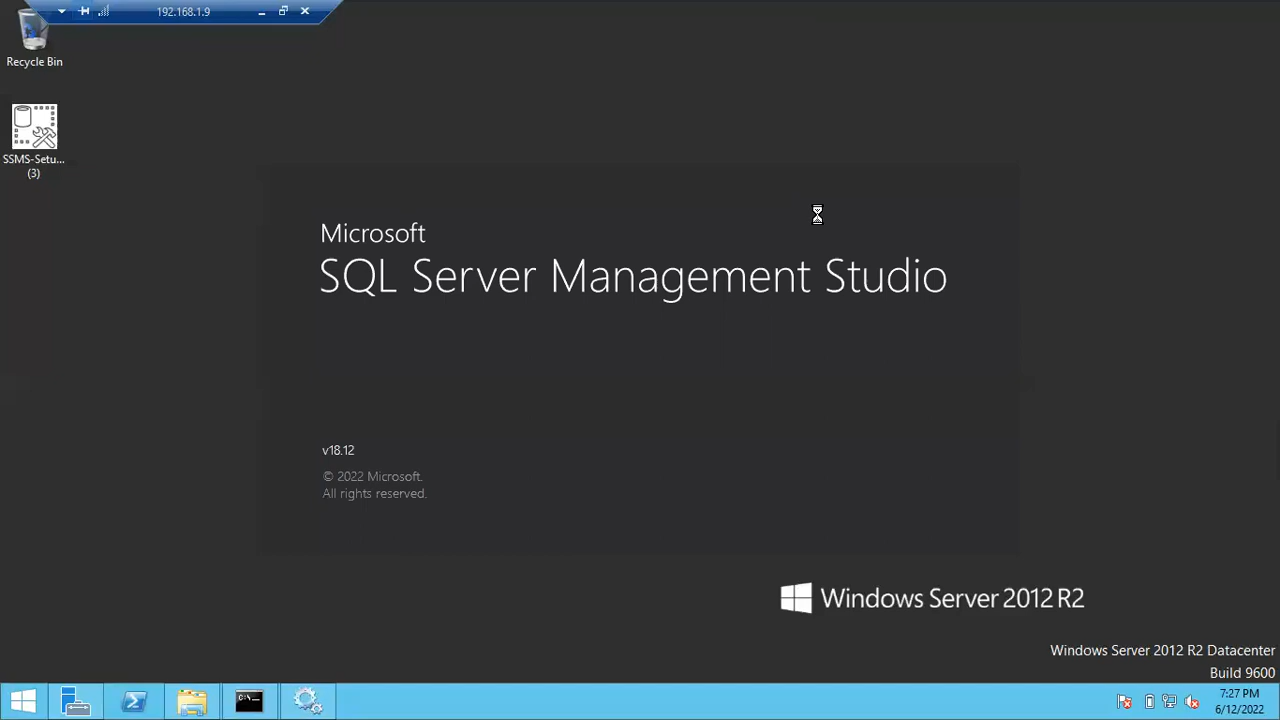 192.168.1.9
Recycle Bin
SSMS-Setu...
(3)
Microsoft
SQL Server Management Studio
v18.12
© 2022 Microsoft.
All rights reserved.
Windows Server 2012 R2
Windows Server 2012 R2 Datacenter
Build 9600
7:27 PM
6/12/2022